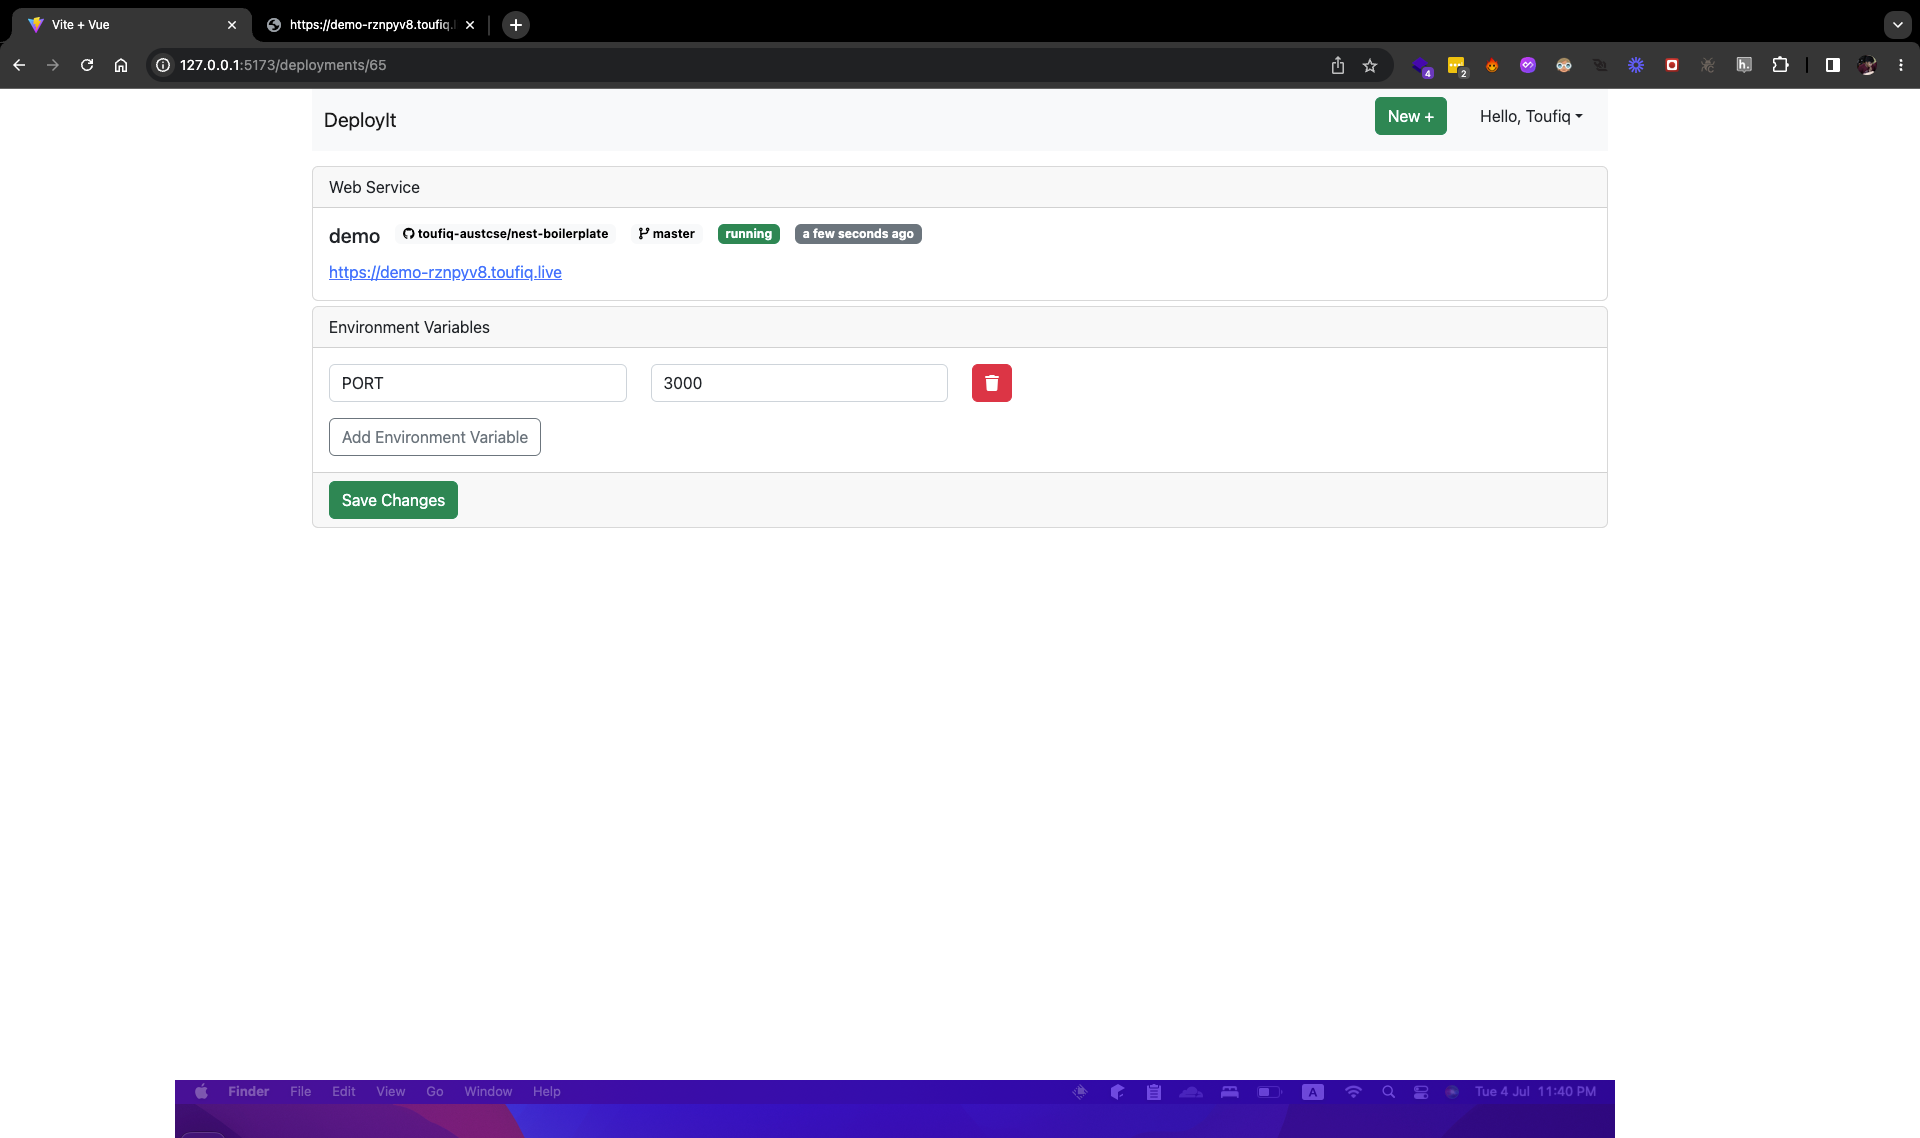 Vite + Vue
https://demo-rznpyv8.toufiq.
127.0.0.1:5173/deployments/65
4
2
h.
DeployIt
New +
Hello, Toufiq
Web Service
demo toufiq-austcse/nest-boilerplate master running a few seconds ago
https://demo-rznpyv8.toufiq.live
Environment Variables
PORT 3000
Add Environment Variable
Save Changes
Finder File Edit View Go Window Help A Tue 4 Jul 11:40 PM